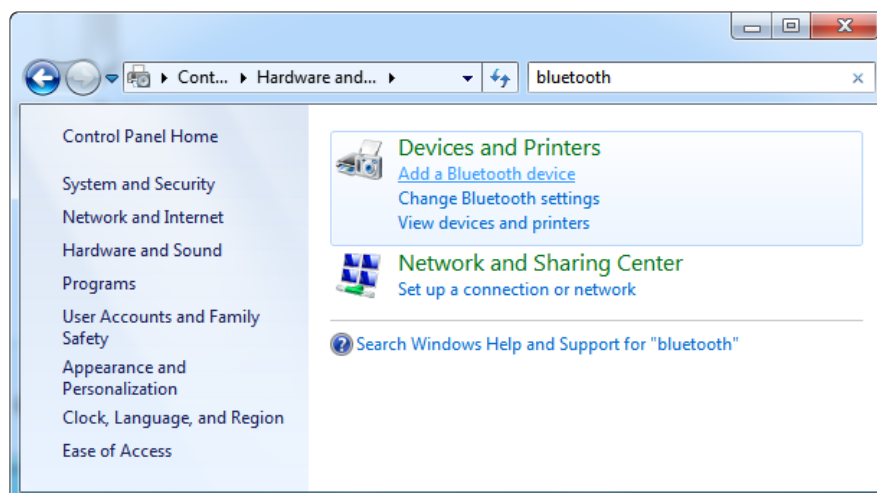 Cont... Hardware and... bluetooth
Control Panel Home
System and Security
Network and Internet
Hardware and Sound
Programs
User Accounts and Family
Safety
Appearance and
Personalization
Clock, Language, and Region
Ease of Access
Devices and Printers
Add a Bluetooth device
Change Bluetooth settings
View devices and printers
Network and Sharing Center
Set up a connection or network
Search Windows Help and Support for "bluetooth"